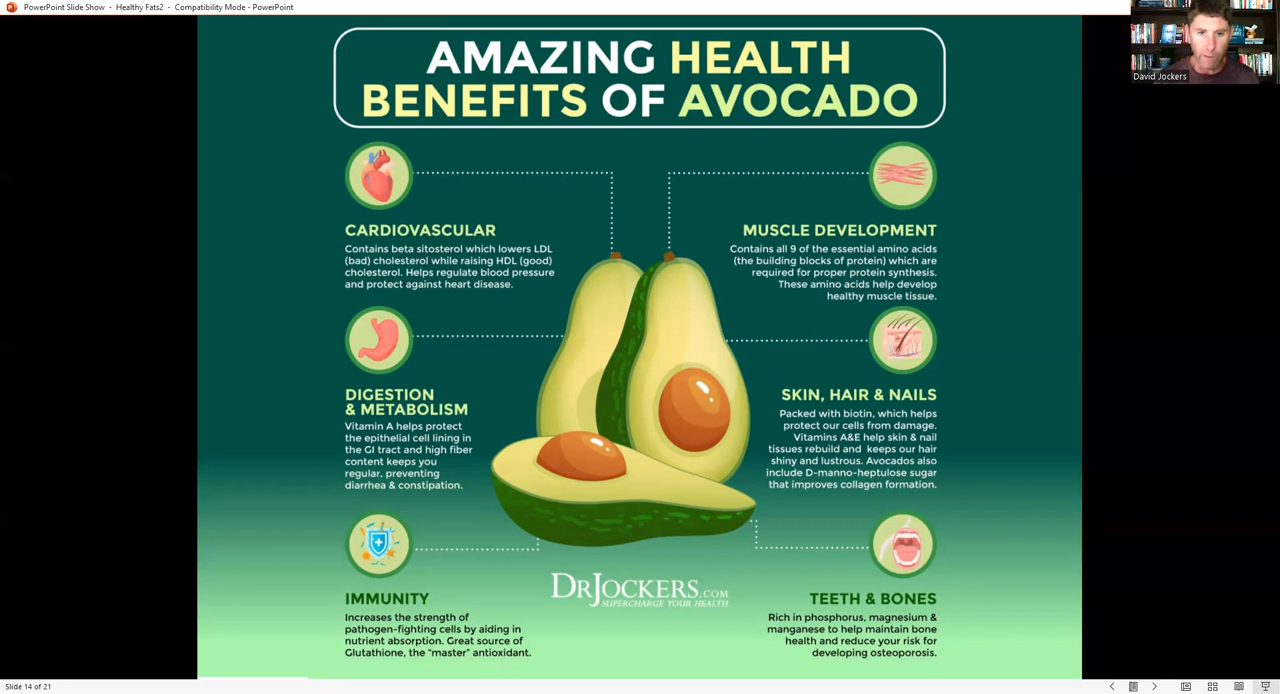 PowerPoint Slide Show - Healthy Fats2 - Compatibility Mode - PowerPoint
David Jockers
AMAZING HEALTH
BENEFITS OF AVOCADO
CARDIOVASCULAR
Contains beta sitosterol which lowers LDL
(bad) cholesterol while raising HDL (good)
cholesterol. Helps regulate blood pressure
and protect against heart disease.
MUSCLE DEVELOPMENT
Contains all 9 of the essential amino acids
(the building blocks of protein) which are
required for proper protein synthesis.
These amino acids help develop
healthy muscle tissue.
DIGESTION
& METABOLISM
Vitamin A helps protect
the epithelial cell lining in
the GI tract and high fiber
content keeps you
regular, preventing
diarrhea & constipation.
SKIN, HAIR & NAILS
Packed with biotin, which helps
protect our cells from damage.
Vitamins A&E help skin & nail
tissues rebuild and keeps our hair
shiny and lustrous. Avocados also
include D-manno-heptulose sugar
that improves collagen formation.
IMMUNITY
Increases the strength of
pathogen-fighting cells by aiding in
nutrient absorption. Great source of
Glutathione, the "master" antioxidant.
DRJOCKERS.COM
SUPERCHARGE YOUR HEALTH
TEETH & BONES
Rich in phosphorus, magnesium &
manganese to help maintain bone
health and reduce your risk for
developing osteoporosis.
Slide 14 of 21